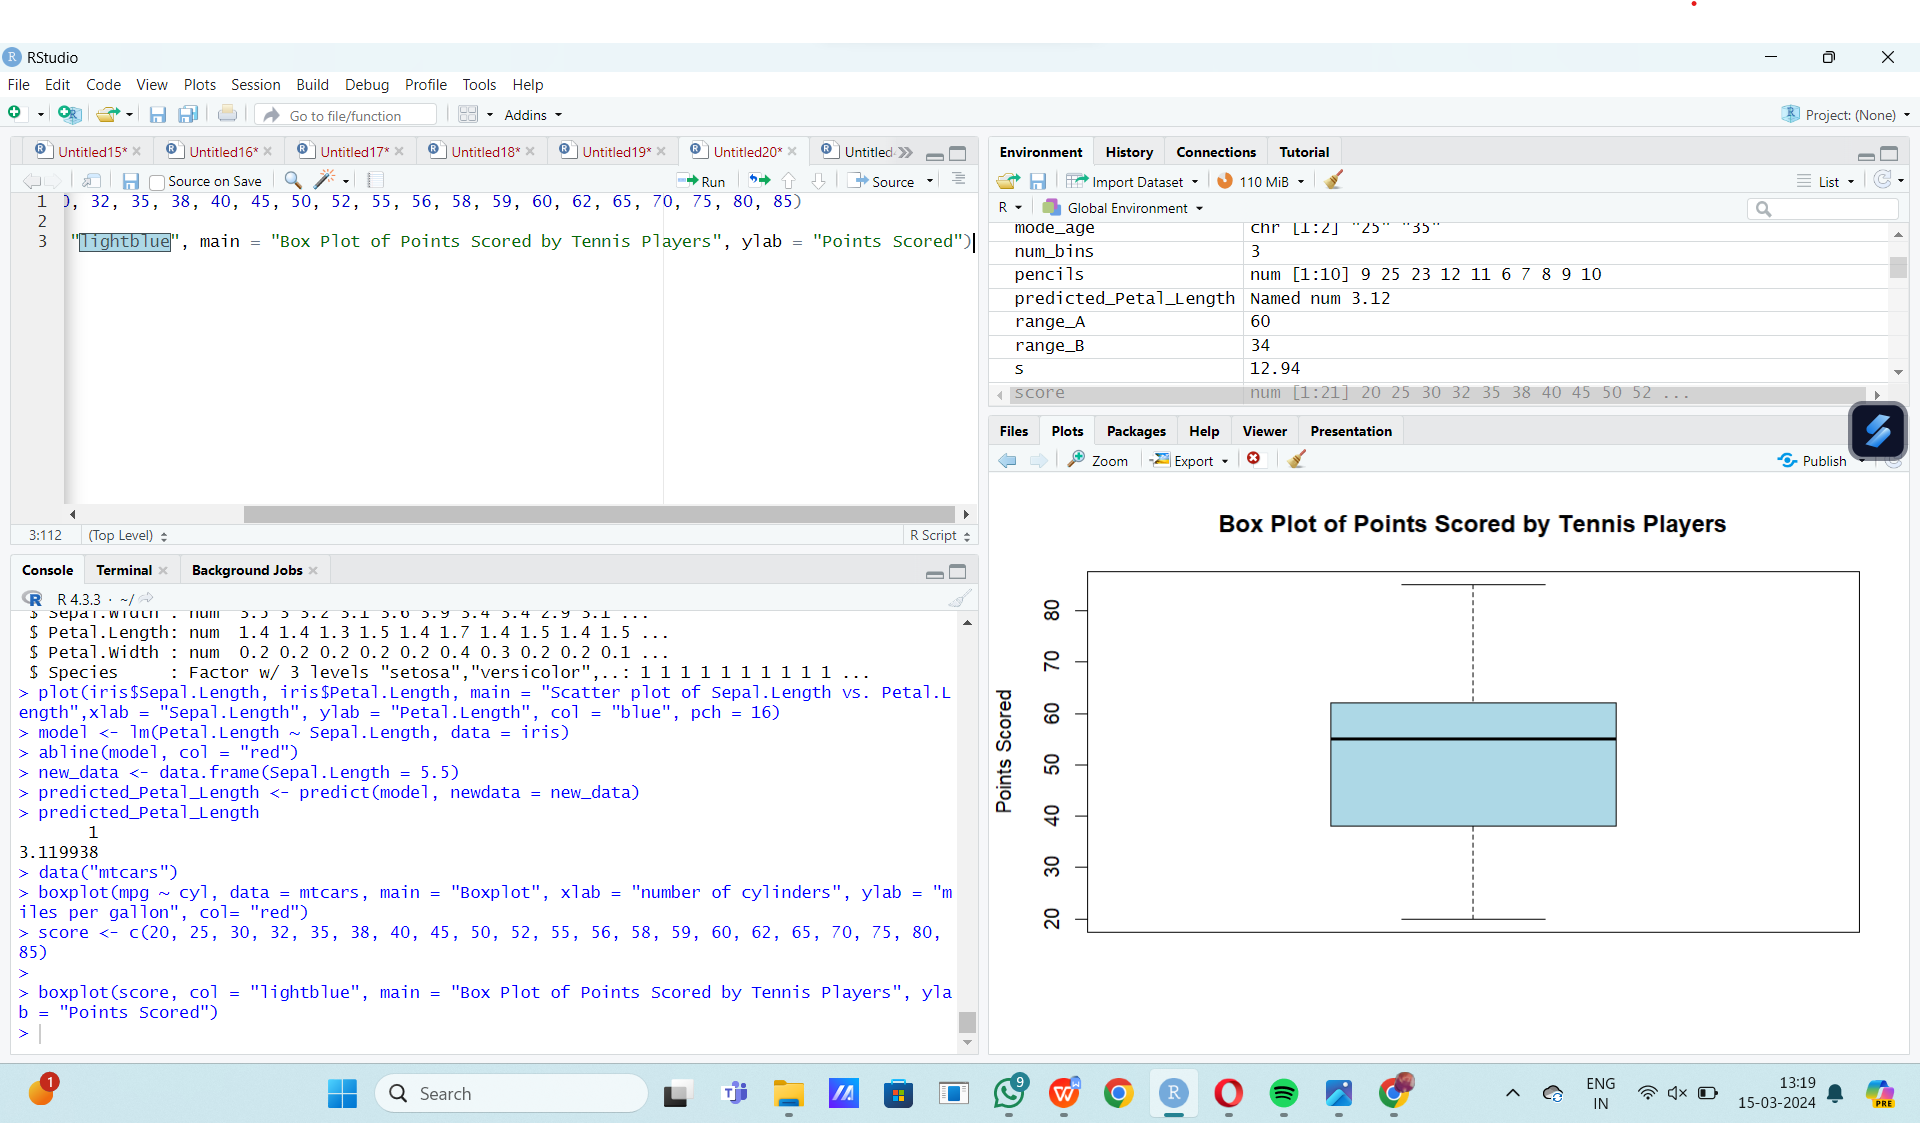 RStudio
File Edit Code View Plots Session Build Debug Profile Tools Help
Go to file/function Addins Project: (None)
Untitled15* Untitled16* Untitled17* Untitled18* Untitled19* Untitled20* Untitled
Source on Save Run Source
1 ), 32, 35, 38, 40, 45, 50, 52, 55, 56, 58, 59, 60, 62, 65, 70, 75, 80, 85)
2
3 "lightblue", main = "Box Plot of Points Scored by Tennis Players", ylab = "Points Scored")
3:112 (Top Level) R Script
Console Terminal Background Jobs
R 4.3.3 · ~/
$ Sepal.Width : num 3.5 3 3.2 3.1 3.6 3.9 3.4 3.4 2.9 3.1 ...
$ Petal.Length: num 1.4 1.4 1.3 1.5 1.4 1.7 1.4 1.5 1.4 1.5 ...
$ Petal.Width : num 0.2 0.2 0.2 0.2 0.2 0.4 0.3 0.2 0.2 0.1 ...
$ Species : Factor w/ 3 levels "setosa","versicolor",..: 1 1 1 1 1 1 1 1 1 1 ...
> plot(iris$Sepal.Length, iris$Petal.Length, main = "Scatter plot of Sepal.Length vs. Petal.L
ength",xlab = "Sepal.Length", ylab = "Petal.Length", col = "blue", pch = 16)
> model <- lm(Petal.Length ~ Sepal.Length, data = iris)
> abline(model, col = "red")
> new_data <- data.frame(Sepal.Length = 5.5)
> predicted_Petal_Length <- predict(model, newdata = new_data)
> predicted_Petal_Length
1
3.119938
> data("mtcars")
> boxplot(mpg ~ cyl, data = mtcars, main = "Boxplot", xlab = "number of cylinders", ylab = "m
iles per gallon", col= "red")
> score <- c(20, 25, 30, 32, 35, 38, 40, 45, 50, 52, 55, 56, 58, 59, 60, 62, 65, 70, 75, 80,
85)
>
> boxplot(score, col = "lightblue", main = "Box Plot of Points Scored by Tennis Players", yla
b = "Points Scored")
>
Environment History Connections Tutorial
Import Dataset 110 MiB List
R Global Environment
mode_age chr [1:2] "25" "35"
num_bins 3
pencils num [1:10] 9 25 23 12 11 6 7 8 9 10
predicted_Petal_Length Named num 3.12
range_A 60
range_B 34
s 12.94
score num [1:21] 20 25 30 32 35 38 40 45 50 52 ...
Files Plots Packages Help Viewer Presentation
Zoom Export Publish
Box Plot of Points Scored by Tennis Players
Points Scored
80
70
60
50
40
30
20
1 Search 9 ENG IN 13:19 15-03-2024 PRE